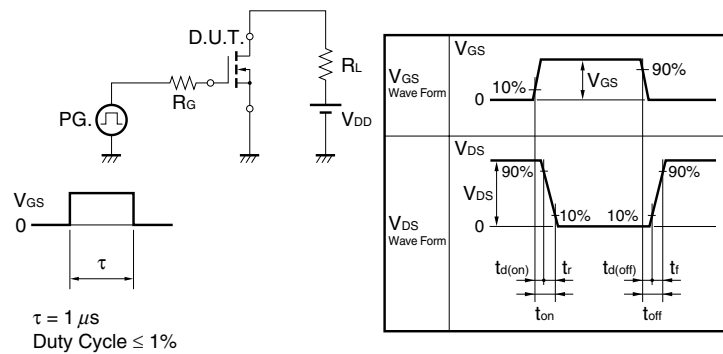 D.U.T.
RL
RG
PG.
VDD
VGS
0
τ
τ = 1 μs
Duty Cycle ≤ 1%
VGS
Wave Form
VGS
10%
0
VGS
90%
VDS
Wave Form
VDS
90%
VDS
0
10%
10%
90%
td(on)
tr
td(off)
tf
ton
toff